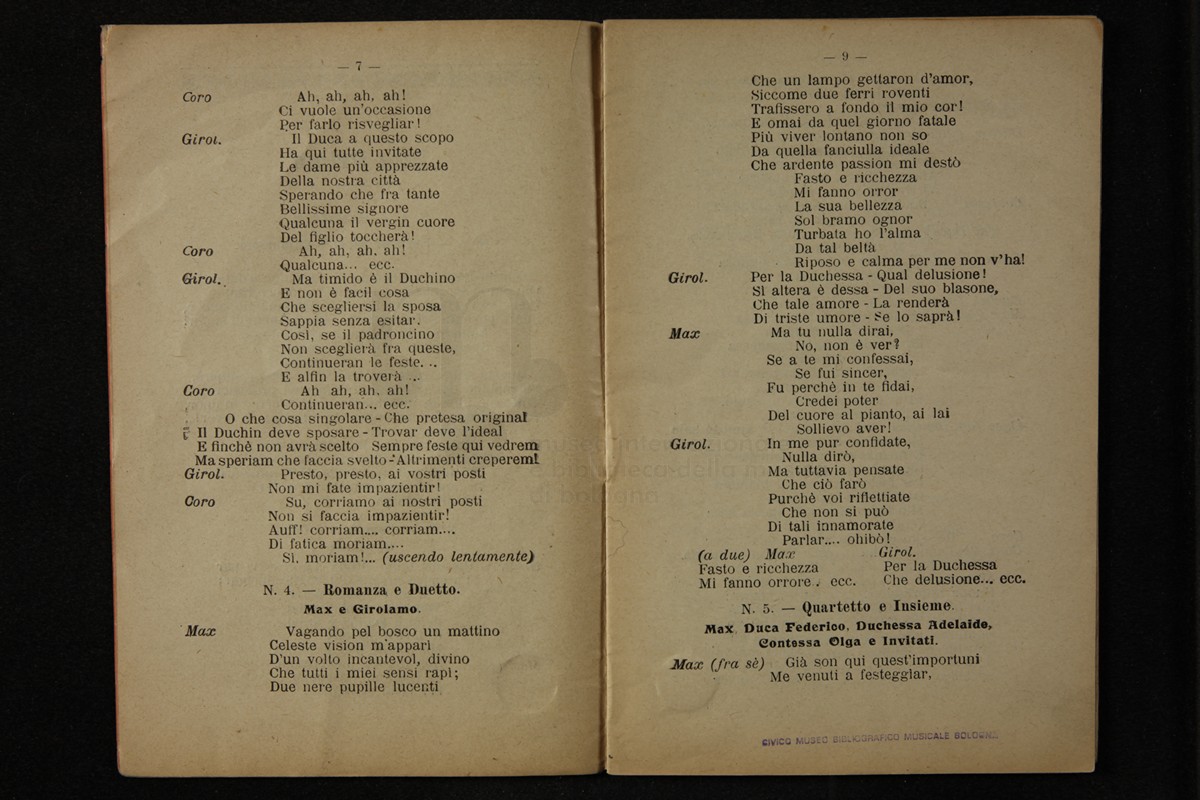 — 7 —
Coro Ah, ah, ah, ah!
Ci vuole un'occasione
Per farlo risvegliar!
Girol. Il Duca a questo scopo
Ha qui tutte invitate
Le dame più apprezzate
Della nostra città
Sperando che fra tante
Bellissime signore
Qualcuna il vergin cuore
Del figlio toccherà!
Coro Ah, ah, ah, ah!
Qualcuna... ecc.
Girol. Ma timido è il Duchino
E non è facil cosa
Che scegliersi la sposa
Sappia senza esitar.
Così, se il padroncino
Non sceglierà fra queste,
Continueran le feste...
E alfin la troverà ...
Coro Ah ah, ah, ah!
Continueran... ecc.
O che cosa singolare - Che pretesa original
Il Duchin deve sposare - Trovar deve l'ideal
E finchè non avrà scelto Sempre feste qui vedrem
Ma speriam che faccia svelto - Altrimenti creperem!
Girol. Presto, presto, ai vostri posti
Non mi fate impazientir!
Coro Su, corriamo ai nostri posti
Non si faccia impazientir!
Auff! corriam.... corriam....
Di fatica moriam....
Sì, moriam!... (uscendo lentamente)
N. 4. — Romanza e Duetto.
Max e Girolamo.
Max Vagando pel bosco un mattino
Celeste vision m'apparì
D'un volto incantevol, divino
Che tutti i miei sensi rapì;
Due nere pupille lucenti
— 9 —
Che un lampo gettaron d'amor,
Siccome due ferri roventi
Trafissero a fondo il mio cor!
E omai da quel giorno fatale
Più viver lontano non so
Da quella fanciulla ideale
Che ardente passion mi destò
Fasto e ricchezza
Mi fanno orror
La sua bellezza
Sol bramo ognor
Turbata ho l'alma
Da tal beltà
Riposo e calma per me non v'ha!
Girol. Per la Duchessa - Qual delusione!
Sì altera è dessa - Del suo blasone,
Che tale amore - La renderà
Di triste umore - Se lo saprà!
Max Ma tu nulla dirai,
No, non è ver?
Se a te mi confessai,
Se fui sincer,
Fu perchè in te fidai,
Credei poter
Del cuore al pianto, ai lai
Sollievo aver!
Girol. In me pur confidate,
Nulla dirò,
Ma tuttavia pensate
Che ciò farò
Purchè voi riflettiate
Che non si può
Di tali innamorate
Parlar.... ohibò!
(a due) Max Girol.
Fasto e ricchezza Per la Duchessa
Mi fanno orrore . ecc. Che delusione... ecc.
N. 5. — Quartetto e Insieme.
Max, Duca Federico, Duchessa Adelaide,
Contessa Olga e Invitati.
Max (fra sè) Già son qui quest'importuni
Me venuti a festeggiar,
CIVICO MUSEO BIBLIOGRAFICO MUSICALE BOLOGNA